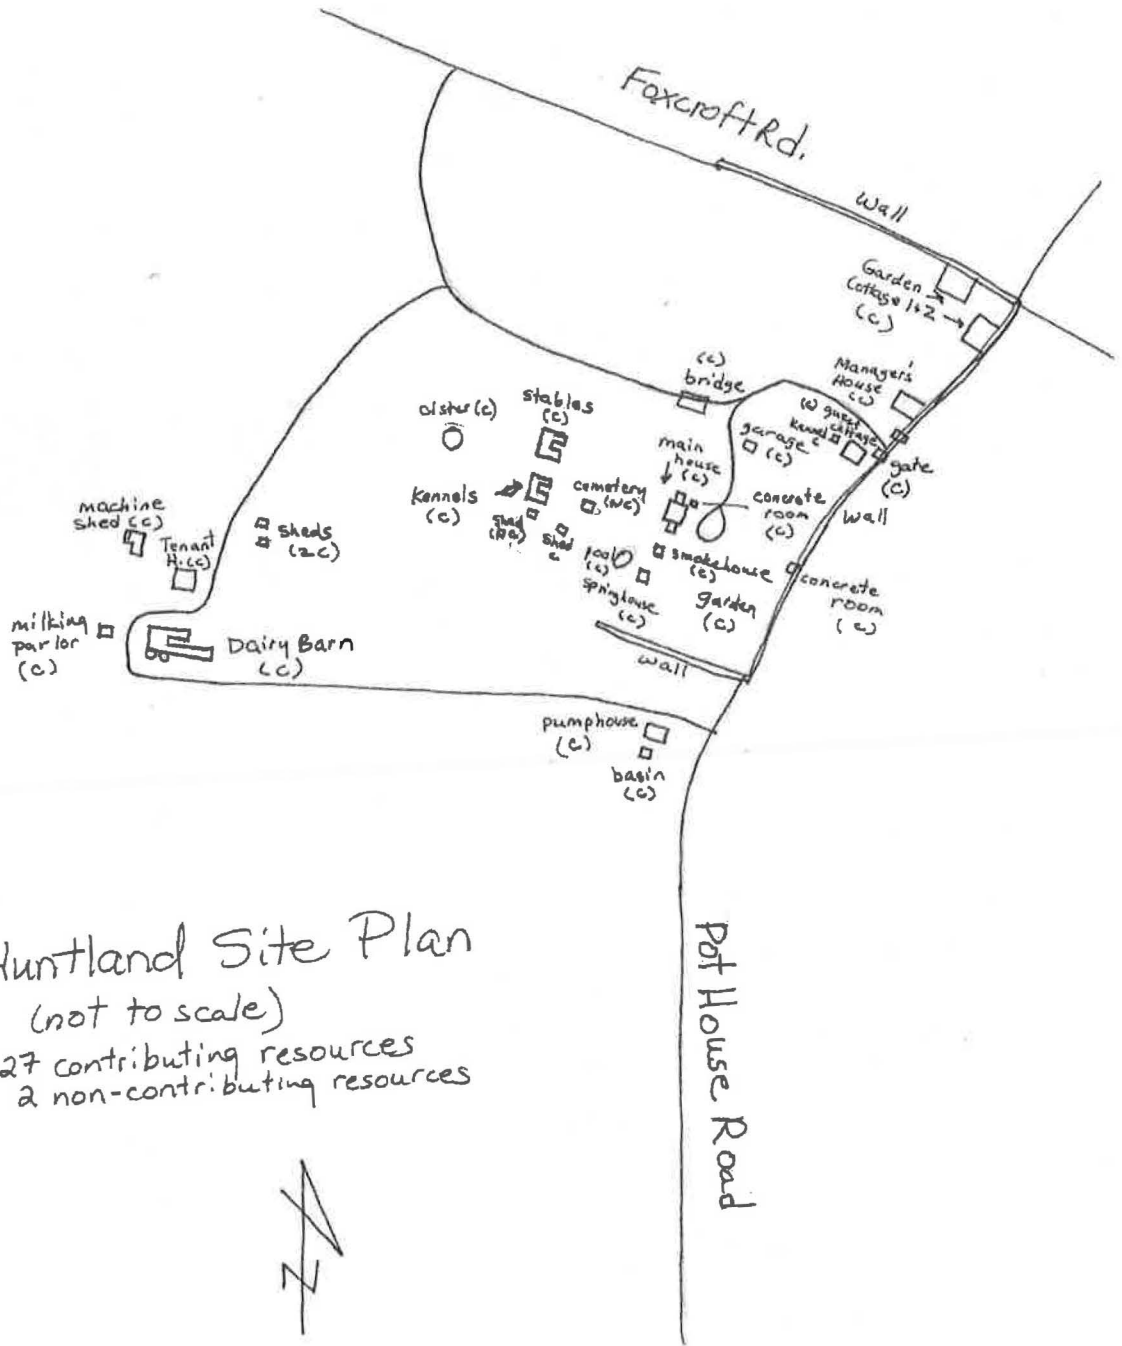 Foxcroft Rd.
Wall
Garden
Cottage 1+2
(C)
Manager's
House
(C)
(C) guest
cottage
kennel
C
gate
(C)
Wall
(C)
bridge
garage
(C)
main
house
(C)
concrete
room
(C)
stables
(C)
cister (C)
Kennels
(C)
cemetery
(NC)
shed
(NC)
shed
C
pool
(C)
smokehouse
(C)
springhouse
(C)
garden
(C)
concrete
room
(C)
wall
machine
shed (C)
Tenant
H. (C)
sheds
(2C)
milking
parlor
(C)
Dairy Barn
(C)
pumphouse
(C)
basin
(C)
Pot House Road
Huntland Site Plan
(not to scale)
27 contributing resources
2 non-contributing resources
N